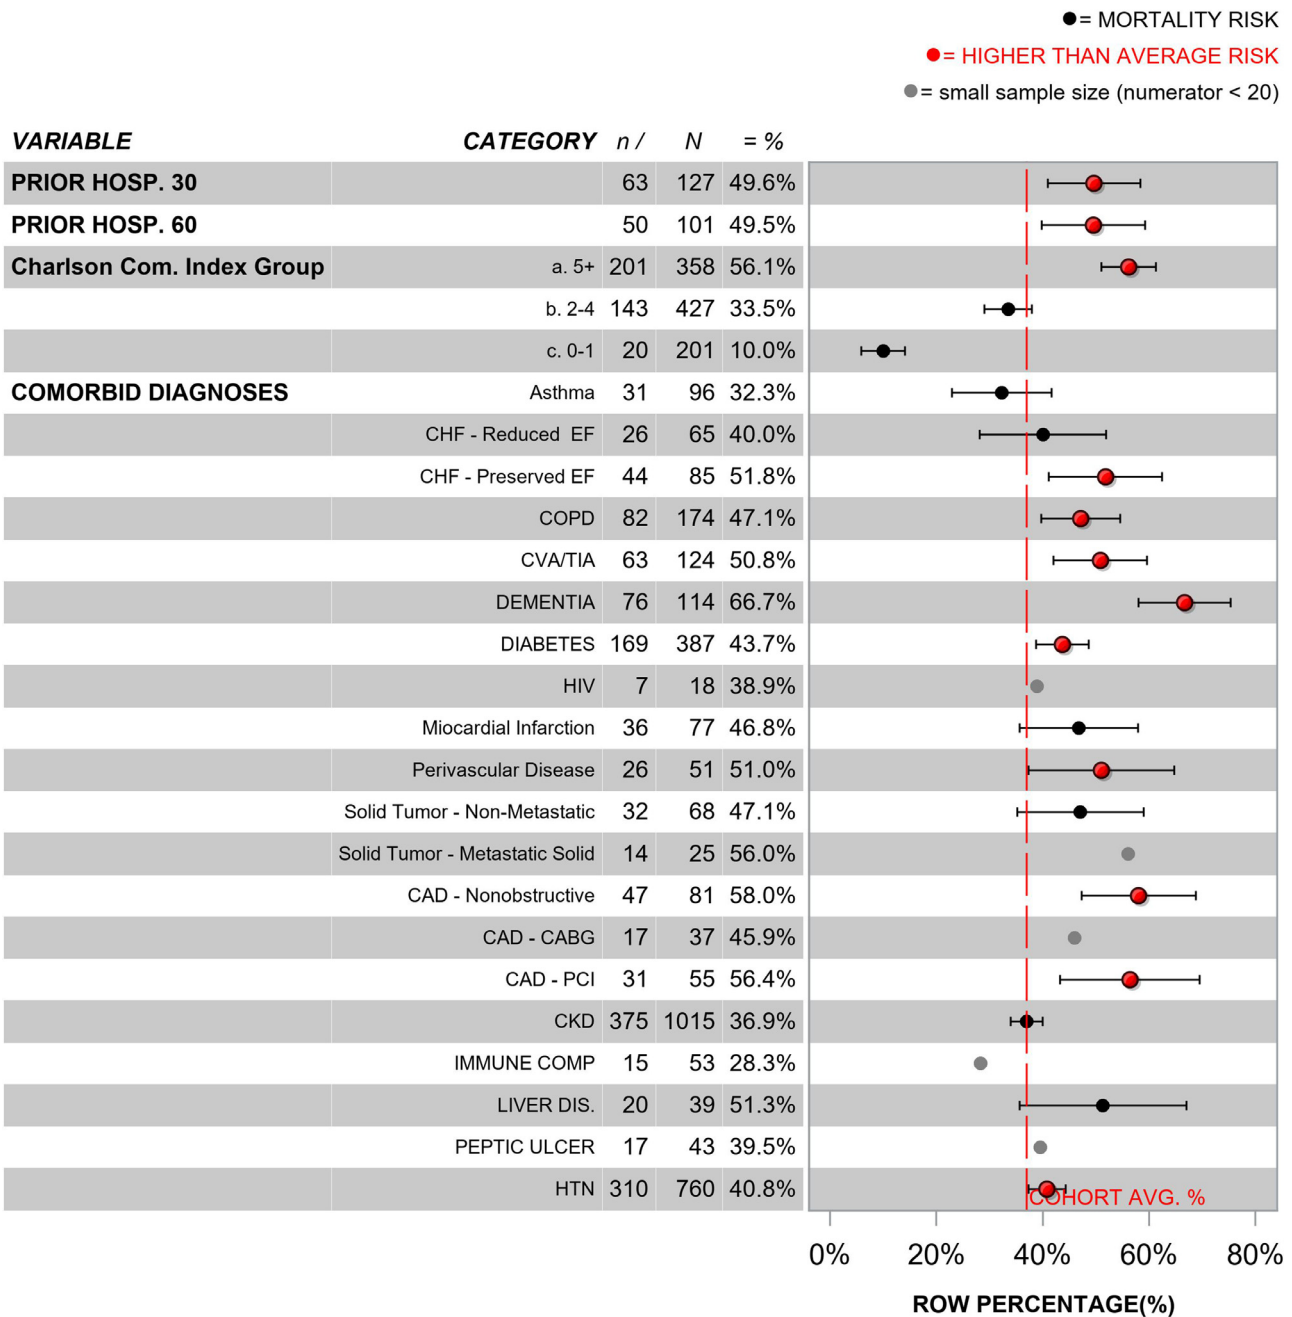 = MORTALITY RISK
= HIGHER THAN AVERAGE RISK
= small sample size (numerator < 20)
VARIABLE CATEGORY n / N = %
PRIOR HOSP. 30 63 127 49.6%
PRIOR HOSP. 60 50 101 49.5%
Charlson Com. Index Group a. 5+ 201 358 56.1%
b. 2-4 143 427 33.5%
c. 0-1 20 201 10.0%
COMORBID DIAGNOSES Asthma 31 96 32.3%
CHF - Reduced EF 26 65 40.0%
CHF - Preserved EF 44 85 51.8%
COPD 82 174 47.1%
CVA/TIA 63 124 50.8%
DEMENTIA 76 114 66.7%
DIABETES 169 387 43.7%
HIV 7 18 38.9%
Miocardial Infarction 36 77 46.8%
Perivascular Disease 26 51 51.0%
Solid Tumor - Non-Metastatic 32 68 47.1%
Solid Tumor - Metastatic Solid 14 25 56.0%
CAD - Nonobstructive 47 81 58.0%
CAD - CABG 17 37 45.9%
CAD - PCI 31 55 56.4%
CKD 375 1015 36.9%
IMMUNE COMP 15 53 28.3%
LIVER DIS. 20 39 51.3%
PEPTIC ULCER 17 43 39.5%
HTN 310 760 40.8%
COHORT AVG. %
0% 20% 40% 60% 80%
ROW PERCENTAGE(%)